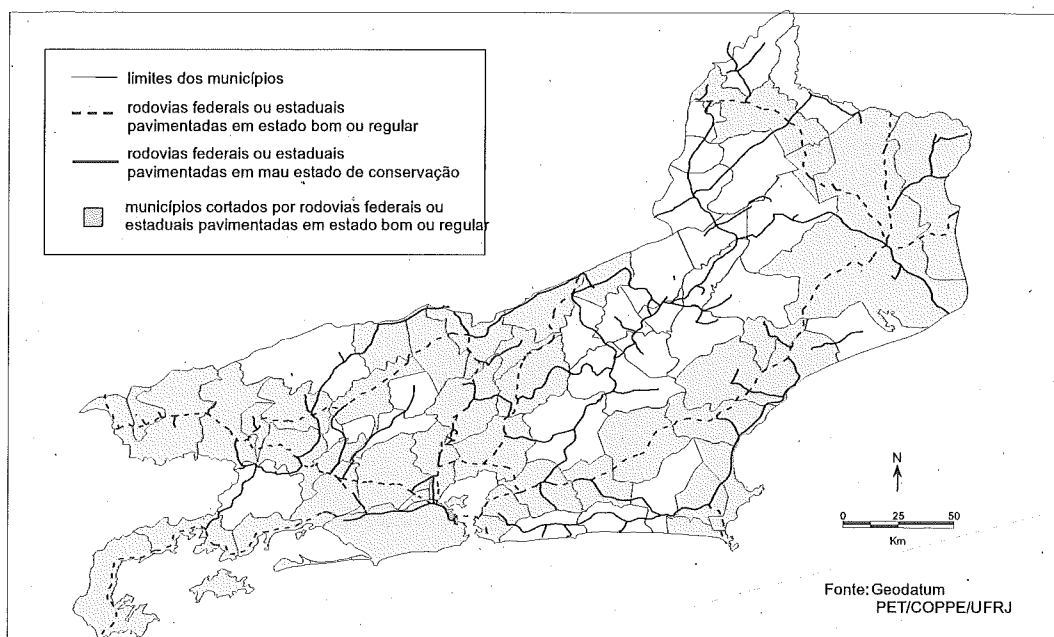 limites dos municípios
rodovias federais ou estaduais
pavimentadas em estado bom ou regular
rodovias federais ou estaduais
pavimentadas em mau estado de conservação
municípios cortados por rodovias federais ou
estaduais pavimentadas em estado bom ou regular
N
0 25 50
Km
Fonte: Geodatum
PET/COPPE/UFRJ